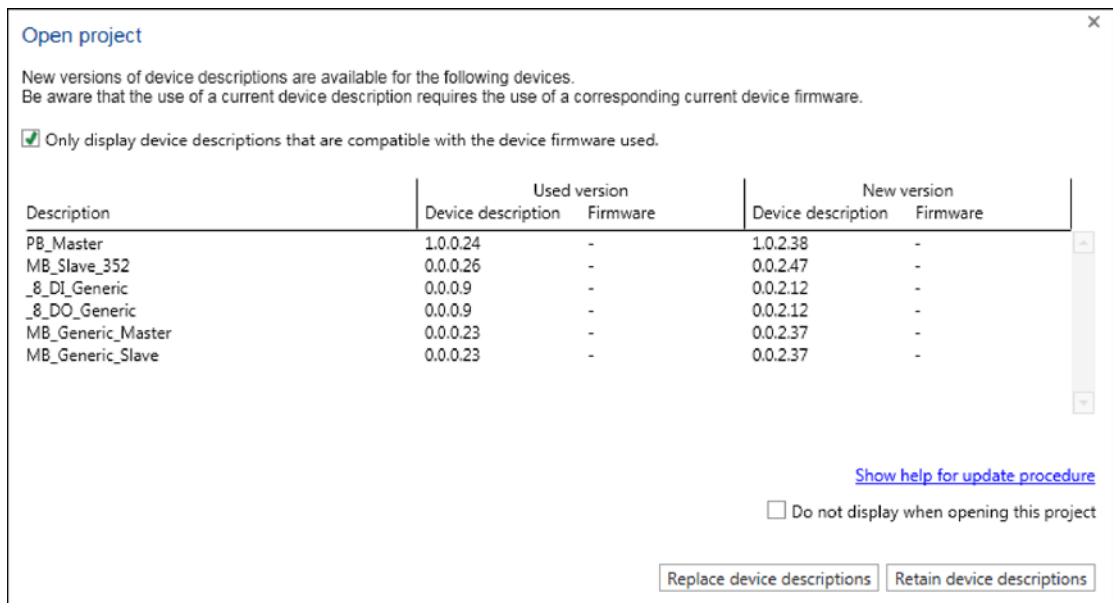 Open project
New versions of device descriptions are available for the following devices.
Be aware that the use of a current device description requires the use of a corresponding current device firmware.
Only display device descriptions that are compatible with the device firmware used.
Used version New version
Description Device description Firmware Device description Firmware
PB_Master 1.0.0.24 - 1.0.2.38 -
MB_Slave_352 0.0.0.26 - 0.0.2.47 -
_8_DI_Generic 0.0.0.9 - 0.0.2.12 -
_8_DO_Generic 0.0.0.9 - 0.0.2.12 -
MB_Generic_Master 0.0.0.23 - 0.0.2.37 -
MB_Generic_Slave 0.0.0.23 - 0.0.2.37 -
Show help for update procedure
Do not display when opening this project
Replace device descriptions Retain device descriptions